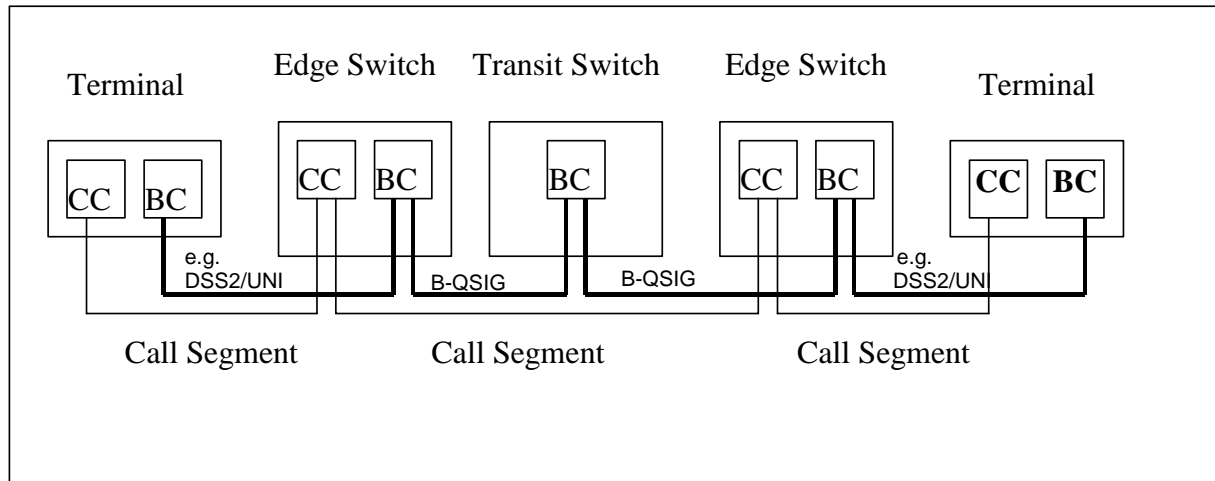 Terminal
Edge Switch
Transit Switch
Edge Switch
Terminal
CC
BC
CC
BC
BC
CC
BC
CC
BC
e.g.
DSS2/UNI
B-QSIG
B-QSIG
e.g.
DSS2/UNI
Call Segment
Call Segment
Call Segment